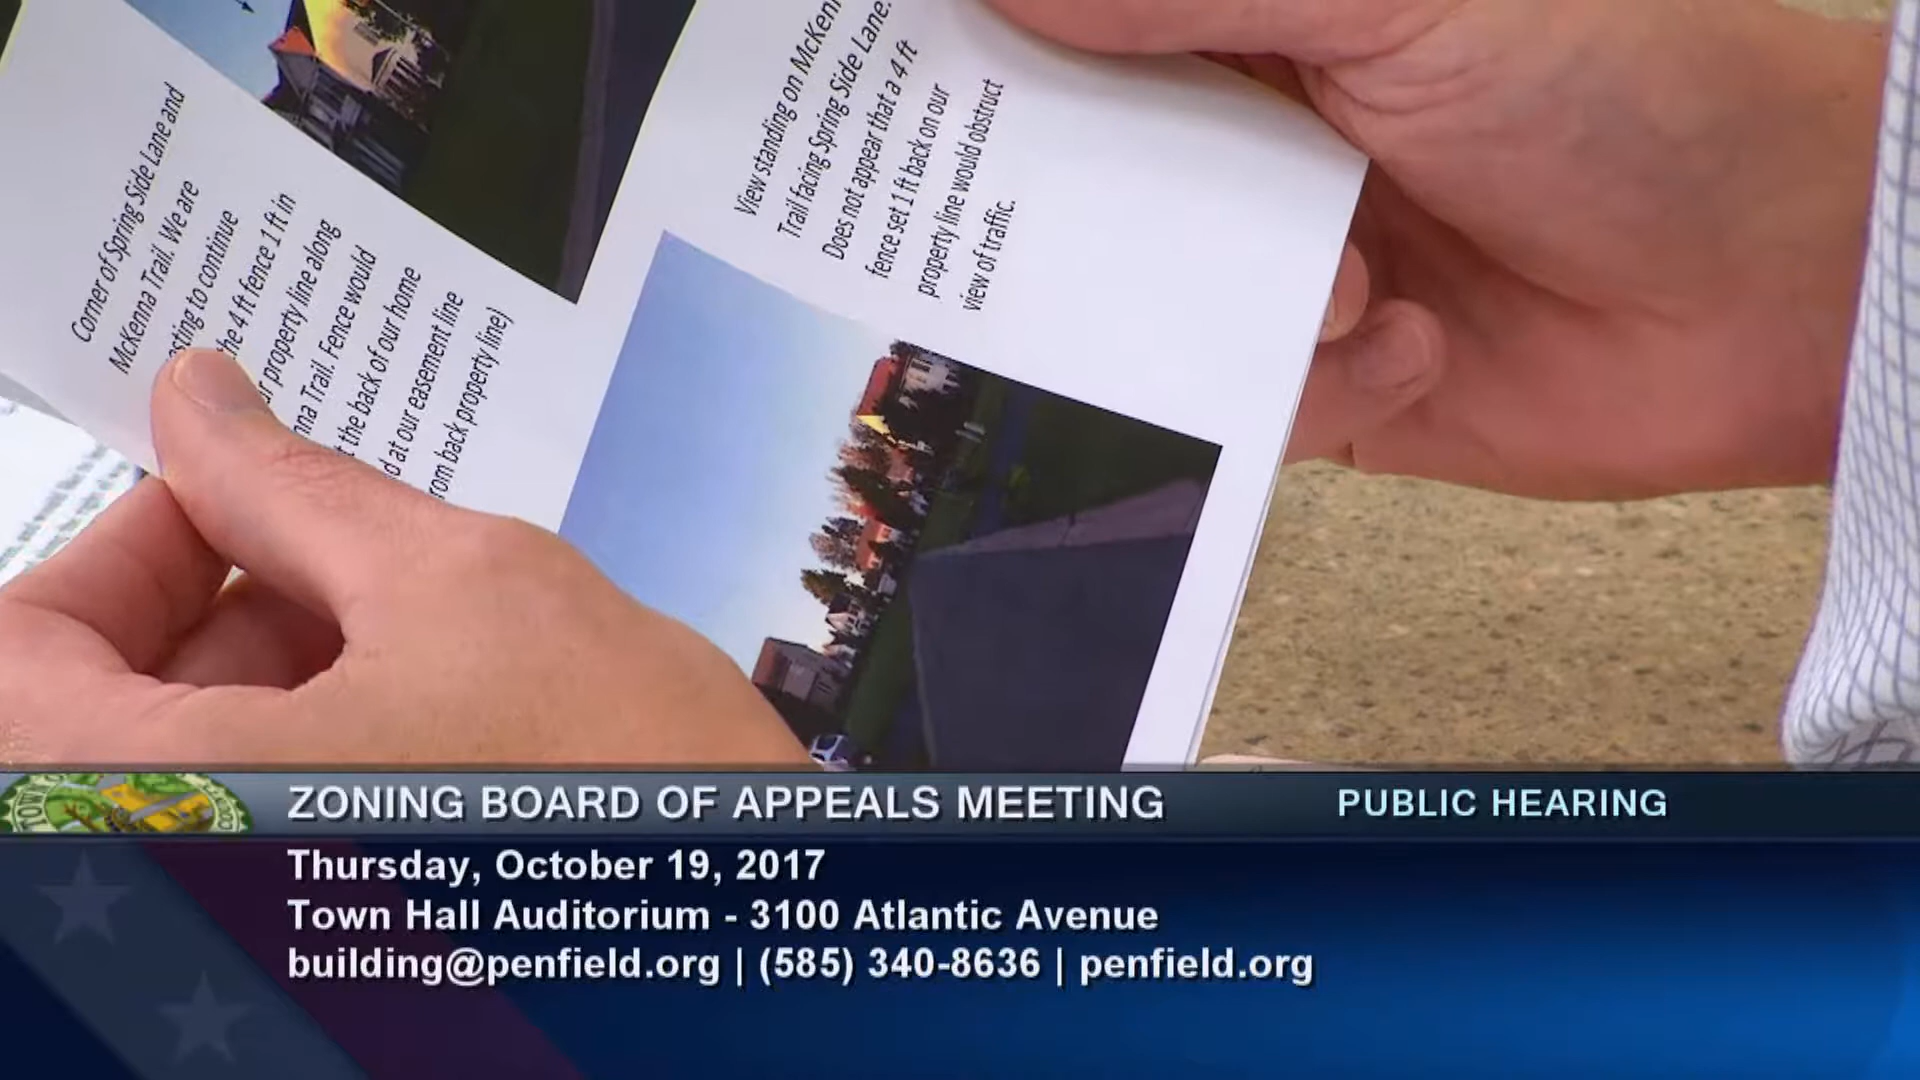 Corner of Spring Side Lane and
McKenna Trail. We are
esting to continue
he 4 ft fence 1 ft in
r property line along
nna Trail. Fence would
t the back of our home
d at our easement line
rom back property line)
View standing on McKenn
Trail facing Spring Side Lane.
Does not appear that a 4 ft
fence set 1 ft back on our
property line would obstruct
view of traffic.
TOWN O
ZONING BOARD OF APPEALS MEETING
PUBLIC HEARING
Thursday, October 19, 2017
Town Hall Auditorium - 3100 Atlantic Avenue
building@penfield.org | (585) 340-8636 | penfield.org